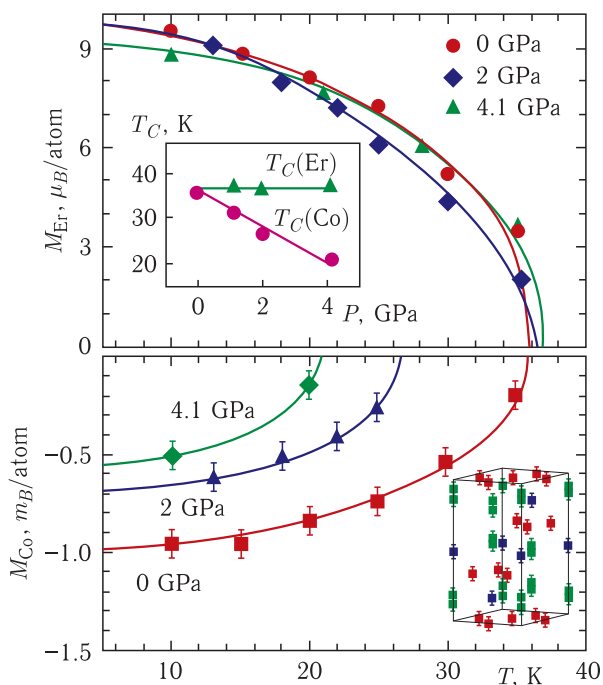 9
6
3
0
M_Er, μ_B/atom
0 GPa
2 GPa
4.1 GPa
T_C, K
40
30
20
T_C(Er)
T_C(Co)
0
2
4
P, GPa
−0.5
−1.0
−1.5
M_Co, m_B/atom
4.1 GPa
2 GPa
0 GPa
10
20
30
T, K
40